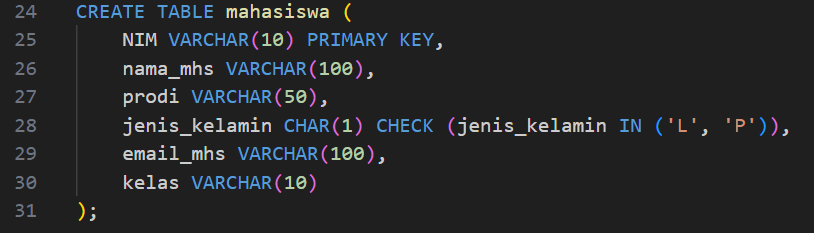 24 CREATE TABLE mahasiswa (
25 NIM VARCHAR(10) PRIMARY KEY,
26 nama_mhs VARCHAR(100),
27 prodi VARCHAR(50),
28 jenis_kelamin CHAR(1) CHECK (jenis_kelamin IN ('L', 'P')),
29 email_mhs VARCHAR(100),
30 kelas VARCHAR(10)
31 );